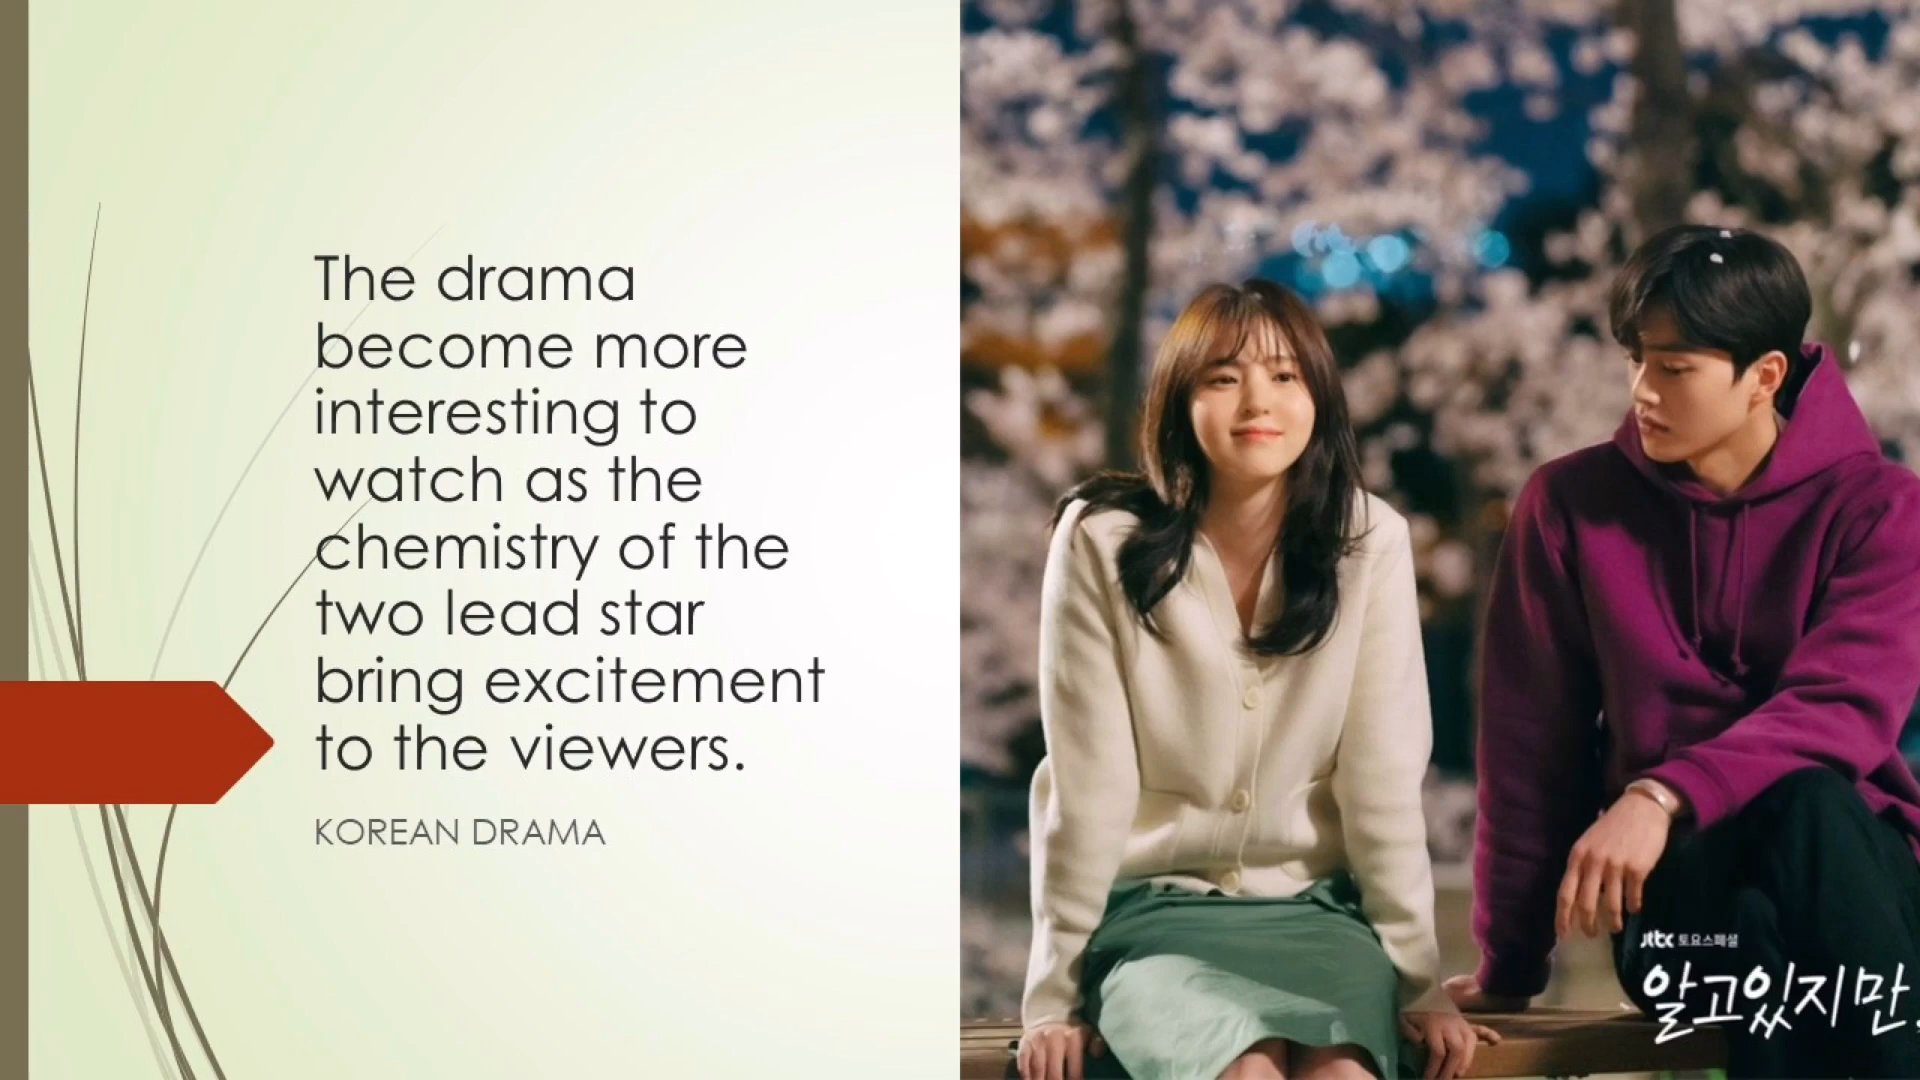 The drama
become more
interesting to
watch as the
chemistry of the
two lead star
bring excitement
to the viewers.
KOREAN DRAMA
jtbc 토요스페셜
알고있지만,